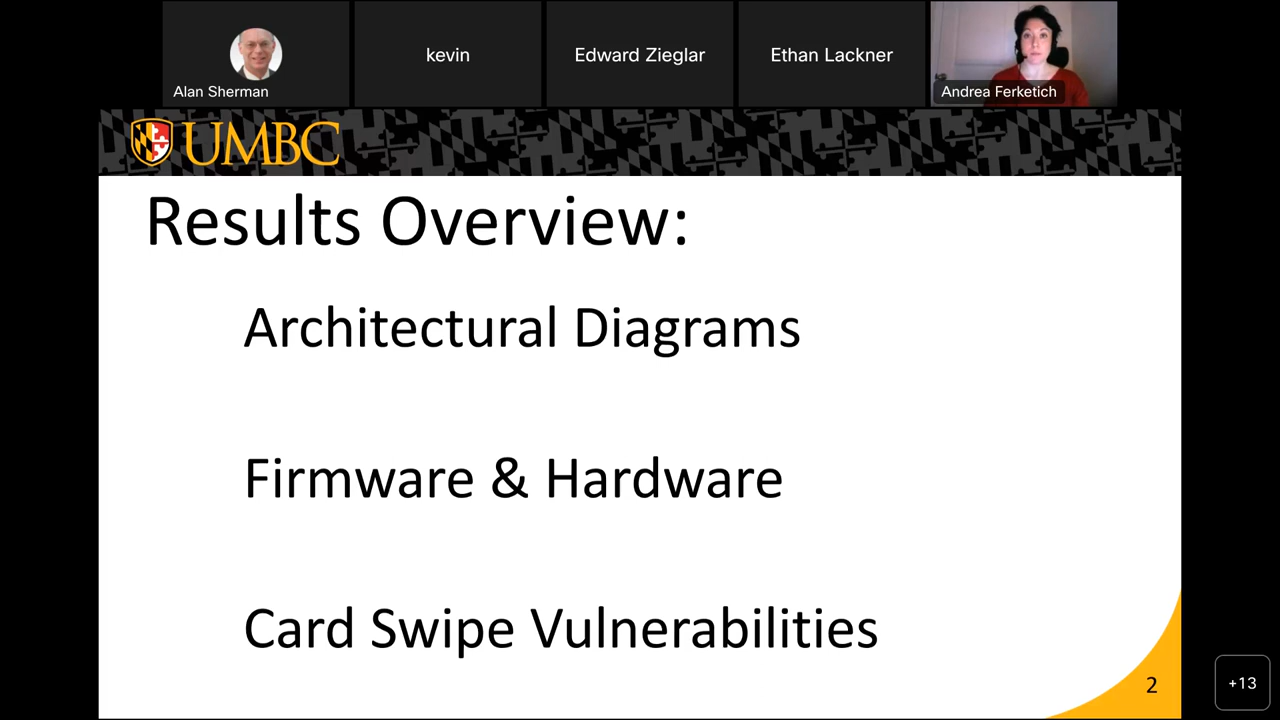 kevin
Edward Zieglar
Ethan Lackner
Alan Sherman
Andrea Ferketich
UMBC
Results Overview:
Architectural Diagrams
Firmware & Hardware
Card Swipe Vulnerabilities
2
+13